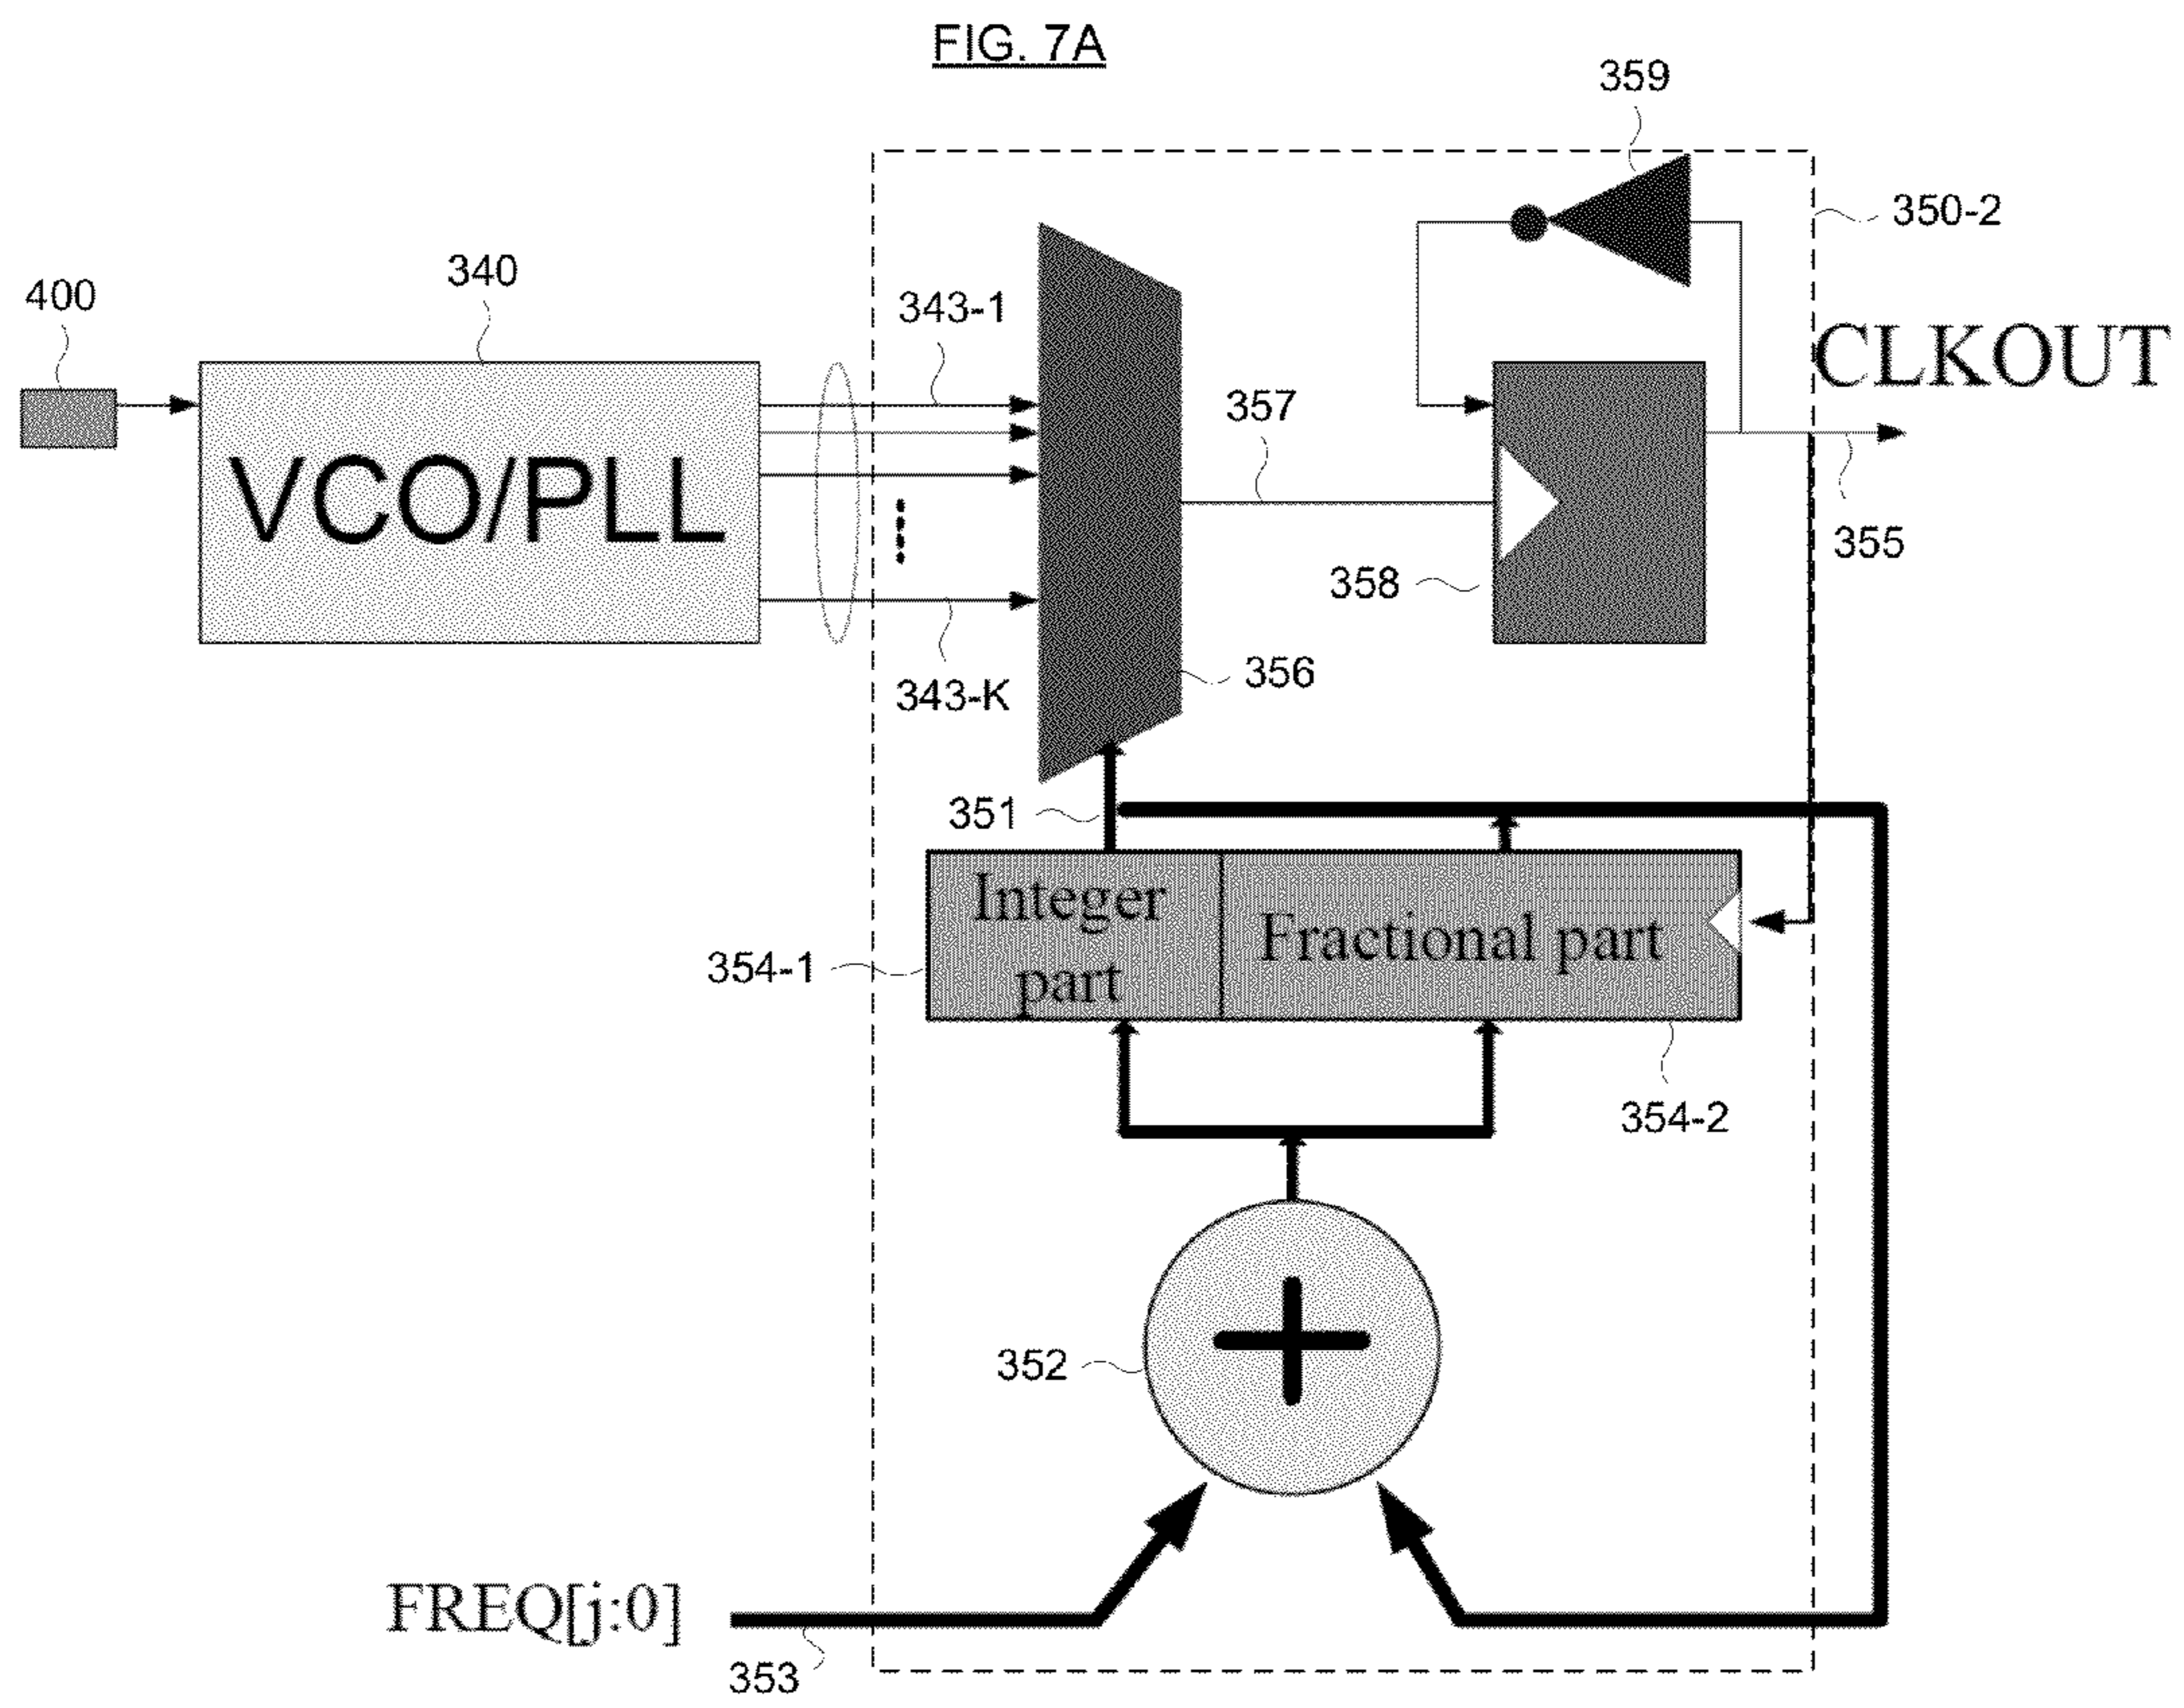 FIG. 7A
359
350-2
340
400
343-1
CLKOUT
357
VCO/PLL
355
358
356
343-K
351
Integer
part
Fractional part
354-1
354-2
352
FREQ[j:0]
353